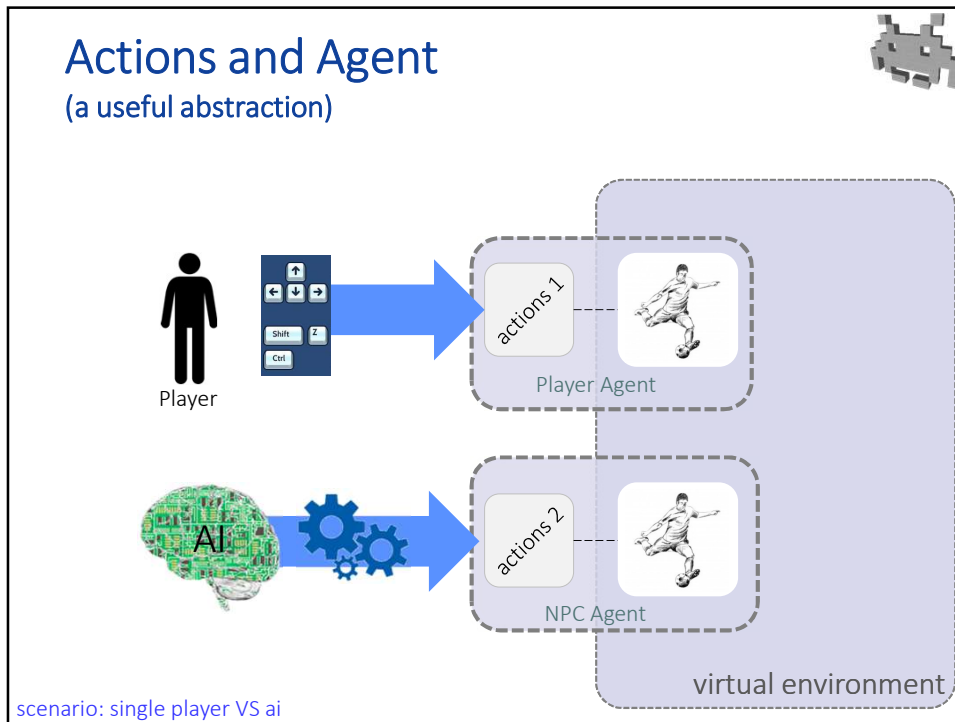 Actions and Agent
(a useful abstraction)
↑
← ↓ →
Shift Z
Ctrl
Player
actions 1
Player Agent
AI
actions 2
NPC Agent
virtual environment
scenario: single player VS ai